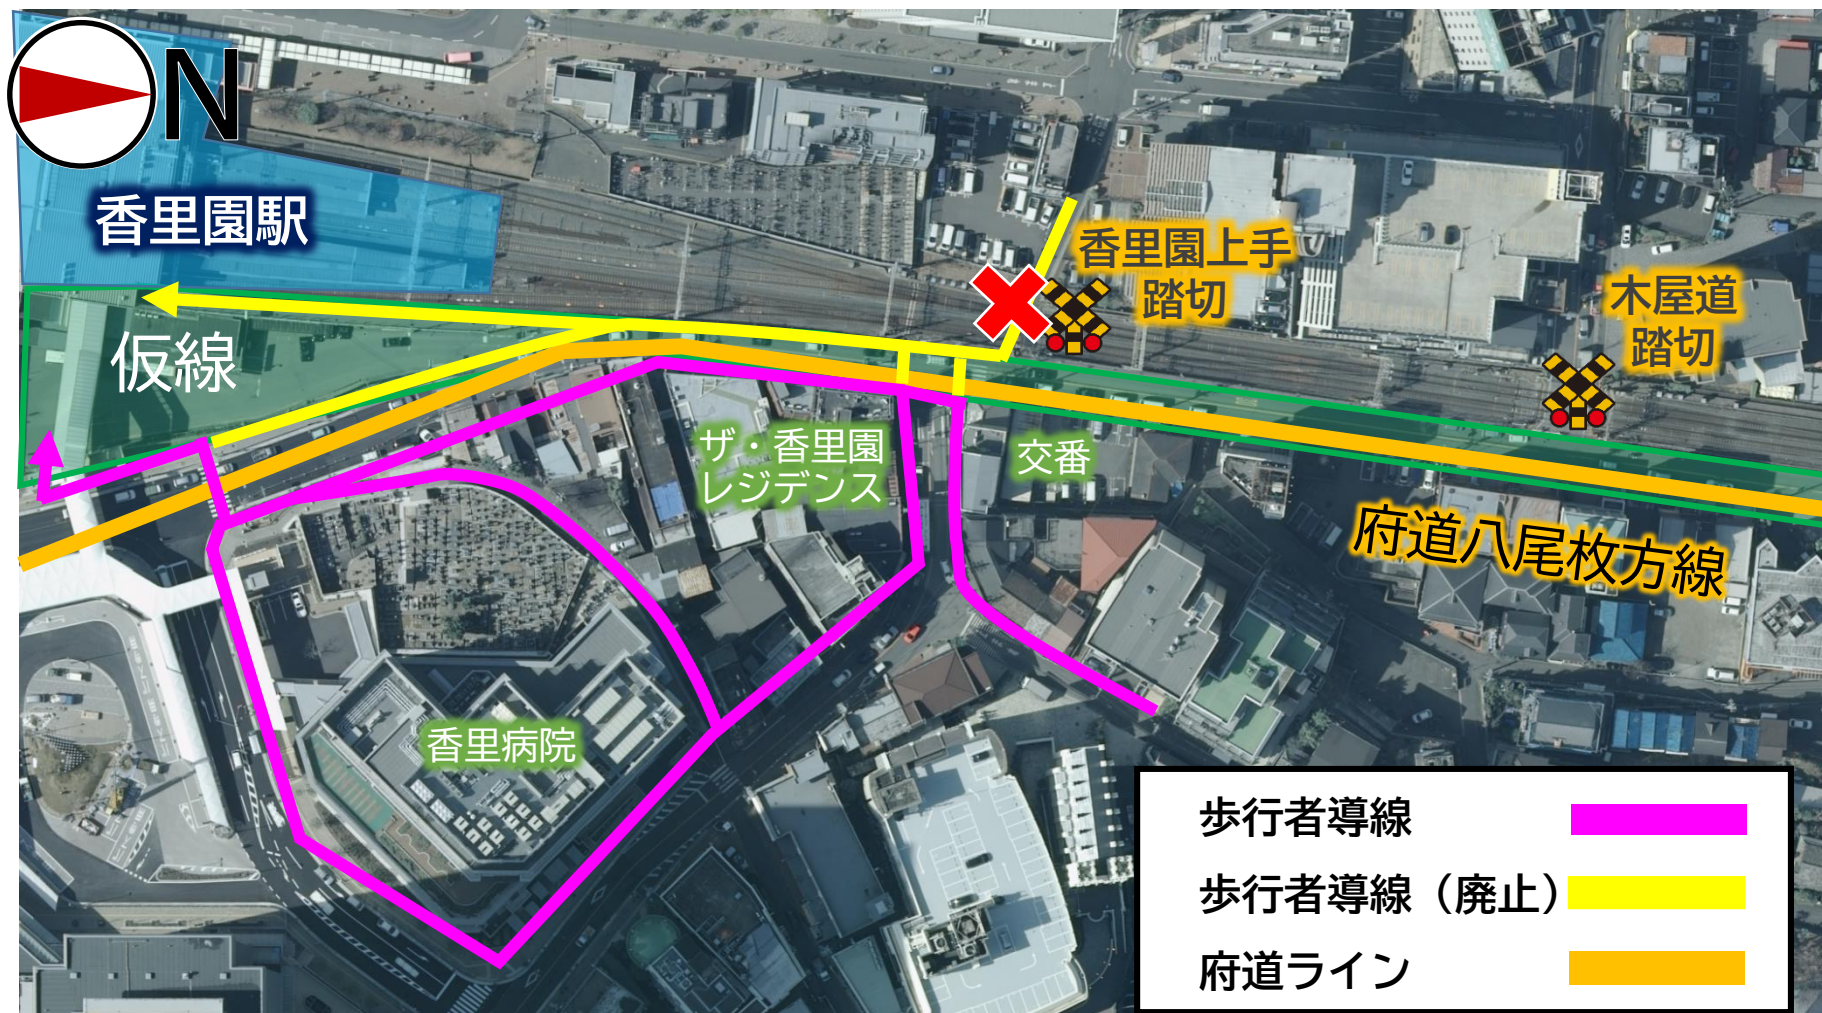 N
香里園駅
仮線
香里園上手
踏切
木屋道
踏切
ザ・香里園
レジデンス
交番
府道八尾枚方線
香里病院
歩行者導線
歩行者導線（廃止）
府道ライン